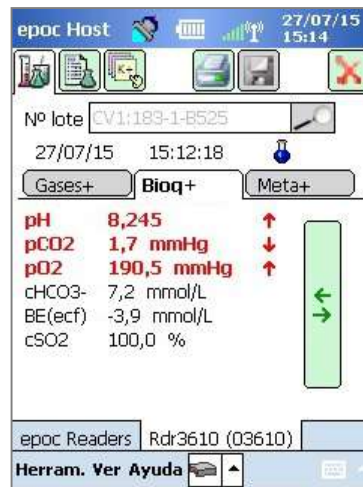 epoc Host 27/07/15
15:14
K+
Nº lote CV1:183-1-B525
27/07/15 15:12:18
Gases+ Bioq+ Meta+
pH 8,245 ↑
pCO2 1,7 mmHg ↓
pO2 190,5 mmHg ↑
cHCO3- 7,2 mmol/L
BE(ecf) -3,9 mmol/L
cSO2 100,0 %
epoc Readers Rdr3610 (03610)
Herram. Ver Ayuda